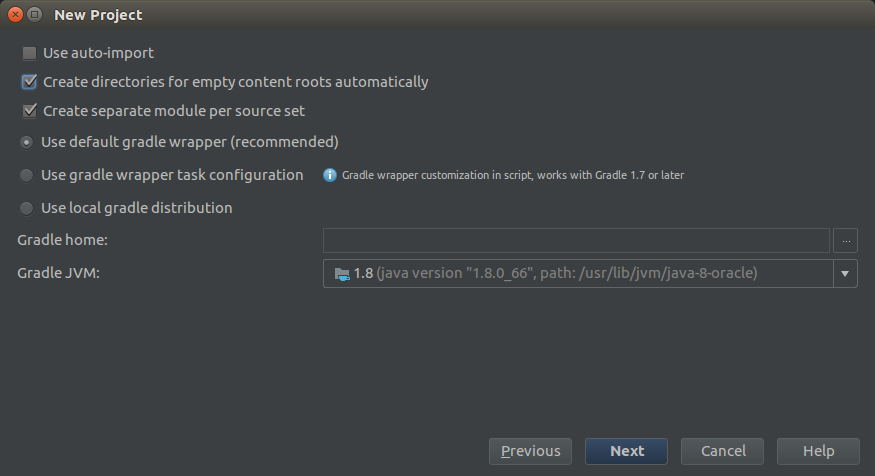 New Project
Use auto-import
Create directories for empty content roots automatically
Create separate module per source set
Use default gradle wrapper (recommended)
Use gradle wrapper task configuration Gradle wrapper customization in script, works with Gradle 1.7 or later
Use local gradle distribution
Gradle home: ...
Gradle JVM: 1.8 (java version "1.8.0_66", path: /usr/lib/jvm/java-8-oracle)
Previous Next Cancel Help